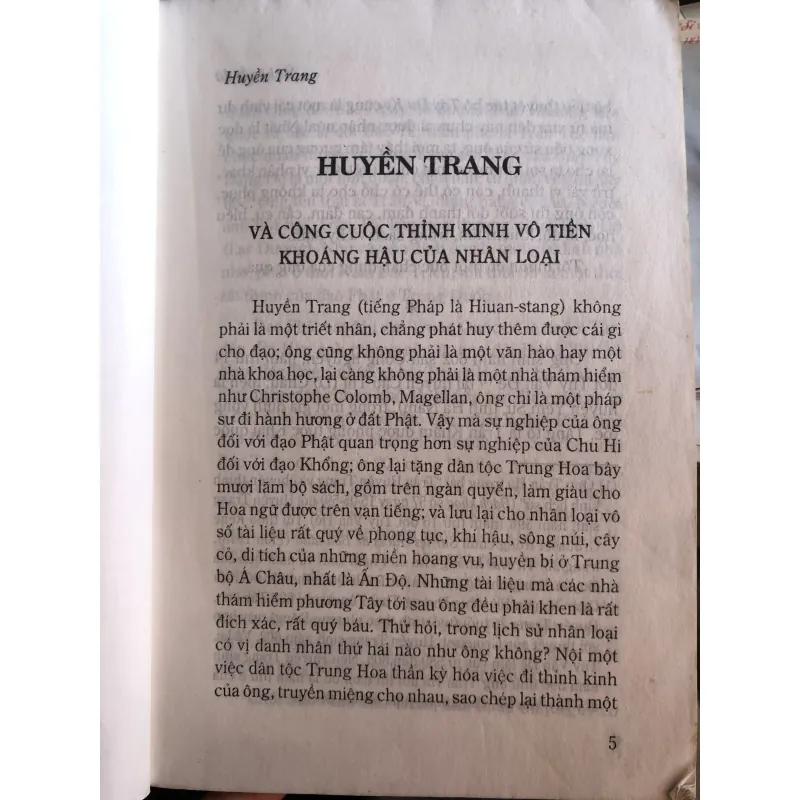 Huyền Trang
HUYỀN TRANG
VÀ CÔNG CUỘC THỈNH KINH VÔ TIỀN
KHOÁNG HẬU CỦA NHÂN LOẠI
Huyền Trang (tiếng Pháp là Hiuan-stang) không
phải là một triết nhân, chẳng phát huy thêm được cái gì
cho đạo; ông cũng không phải là một văn hào hay một
nhà khoa học, lại càng không phải là một nhà thám hiểm
như Christophe Colomb, Magellan, ông chỉ là một pháp
sư đi hành hương ở đất Phật. Vậy mà sự nghiệp của ông
đối với đạo Phật quan trọng hơn sự nghiệp của Chu Hi
đối với đạo Khổng; ông lại tặng dân tộc Trung Hoa bảy
mươi lăm bộ sách, gồm trên ngàn quyển, làm giàu cho
Hoa ngữ được trên vạn tiếng; và lưu lại cho nhân loại vô
số tài liệu rất quý về phong tục, khí hậu, sông núi, cây
cỏ, di tích của những miền hoang vu, huyền bí ở Trung
bộ Á Châu, nhất là Ấn Độ. Những tài liệu mà các nhà
thám hiểm phương Tây tới sau ông đều phải khen là rất
đích xác, rất quý báu. Thử hỏi, trong lịch sử nhân loại
có vị danh nhân thứ hai nào như ông không? Nội một
việc dân tộc Trung Hoa thần kỳ hóa việc đi thỉnh kinh
của ông, truyền miệng cho nhau, sao chép lại thành một
5